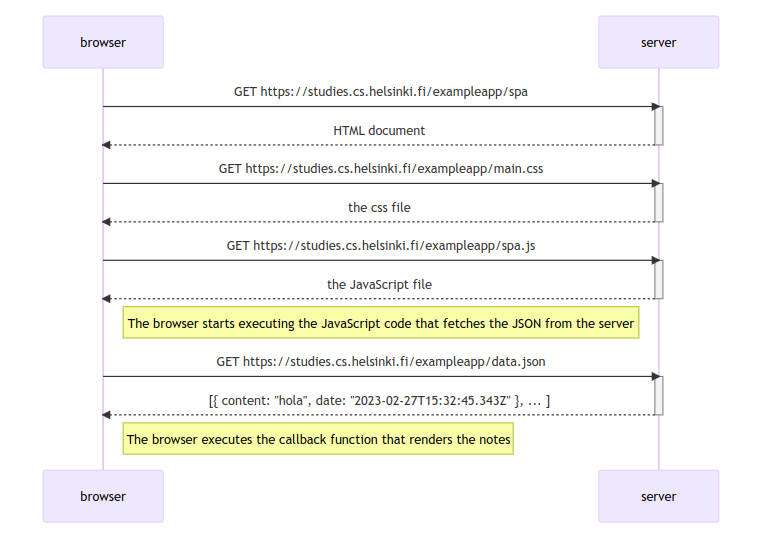 browser
server
GET https://studies.cs.helsinki.fi/exampleapp/spa
HTML document
GET https://studies.cs.helsinki.fi/exampleapp/main.css
the css file
GET https://studies.cs.helsinki.fi/exampleapp/spa.js
the JavaScript file
The browser starts executing the JavaScript code that fetches the JSON from the server
GET https://studies.cs.helsinki.fi/exampleapp/data.json
[{ content: "hola", date: "2023-02-27T15:32:45.343Z" }, ... ]
The browser executes the callback function that renders the notes
browser
server